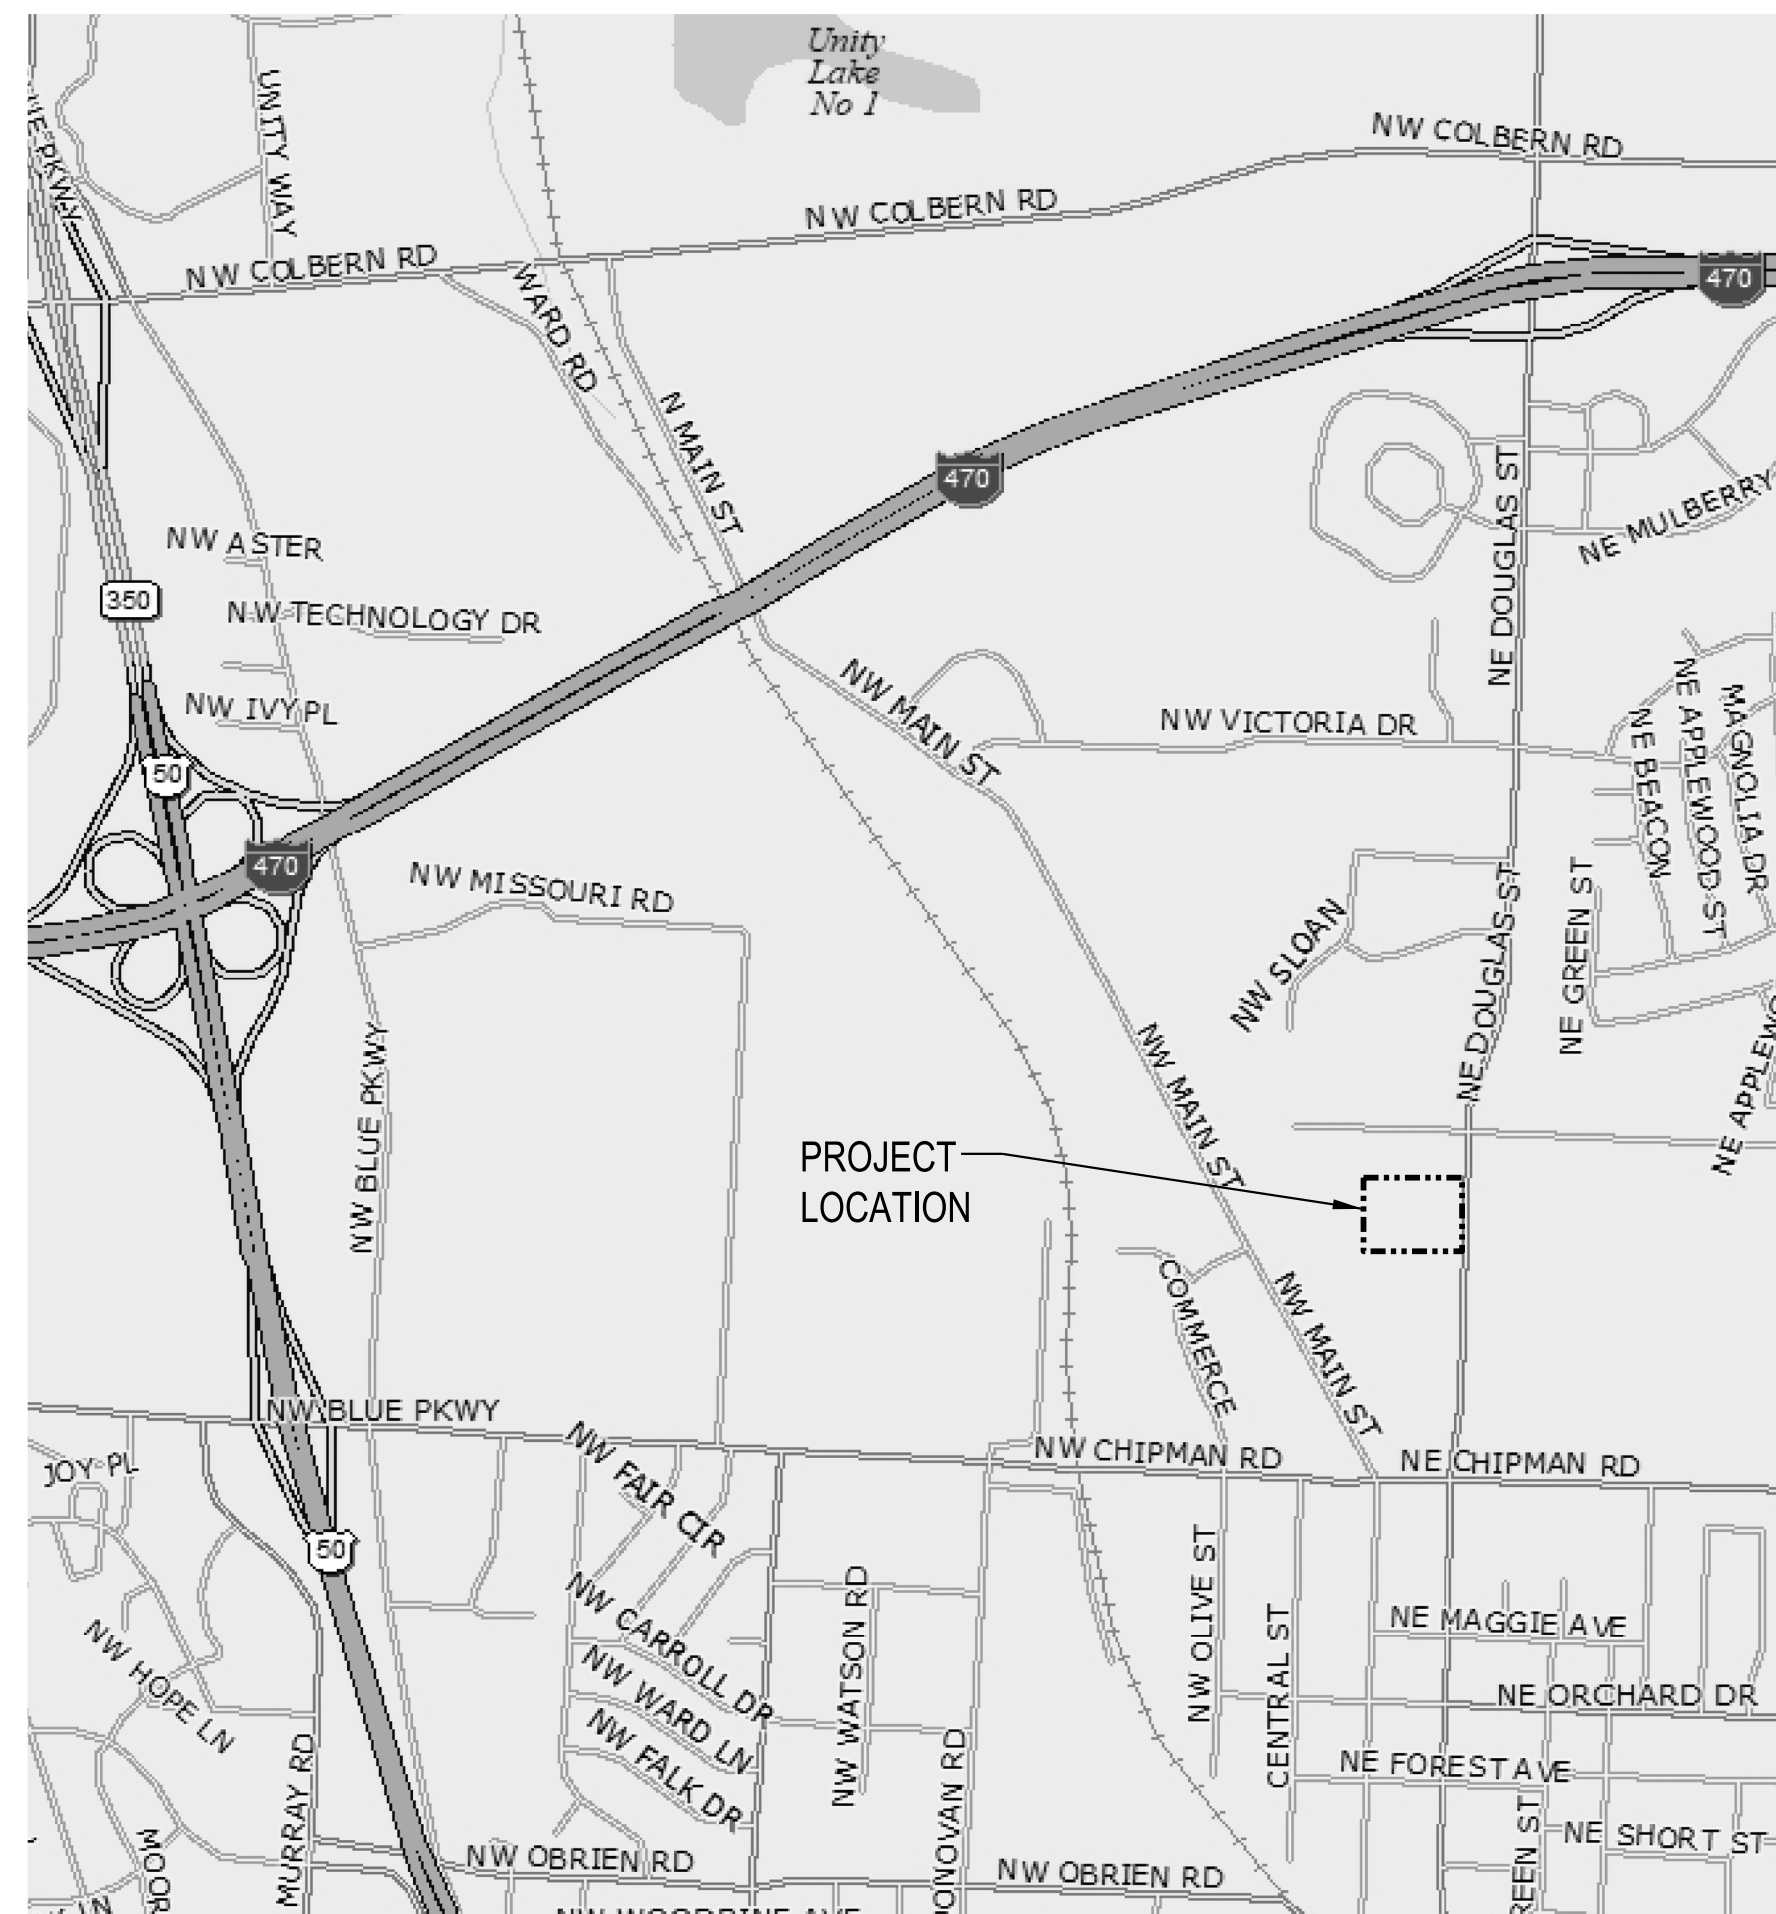 Unity
Lake
No 1
NW COLBERN RD
UNITY WAY
NW COLBERN RD
NW COLBERN RD
470
WARD RD
N MAIN ST
470
NE DOUGLAS ST
NE MULBERRY
NW ASTER
350
NW TECHNOLOGY DR
NW IVY PL
NW MAIN ST
NW VICTORIA DR
NE BEACON
NE APPLEWOOD ST
MAGNOLIA DR
50
470
NW MISSOURI RD
NW SLOAN
NE DOUGLAS ST
NE GREEN ST
NW BLUE PKWY
NW MAIN ST
PROJECT
LOCATION
COMMERCE
NW MAIN ST
NW BLUE PKWY
JOY PL
NW FAIR CIR
NW CHIPMAN RD
NE CHIPMAN RD
50
NW CARROLL DR
NW WATSON RD
NW OLIVE ST
CENTRAL ST
NE MAGGIE AVE
NW HOPE LN
NW WARD LN
NE ORCHARD DR
NW FALK DR
NE FOREST AVE
MURRAY RD
NE SHORT ST
NW OBRIEN RD
NW OBRIEN RD